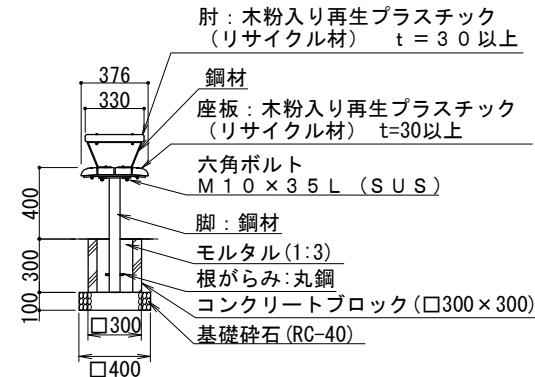 肘：木粉入り再生プラスチック
（リサイクル材）　ｔ＝３０以上
376
鋼材
330
座板：木粉入り再生プラスチック
（リサイクル材） t=30以上
六角ボルト
Ｍ１０×３５Ｌ（ＳＵＳ）
400
脚：鋼材
モルタル(1:3)
300
根がらみ:丸鋼
コンクリートブロック(□300×300)
100
□300
基礎砕石(RC-40)
□400